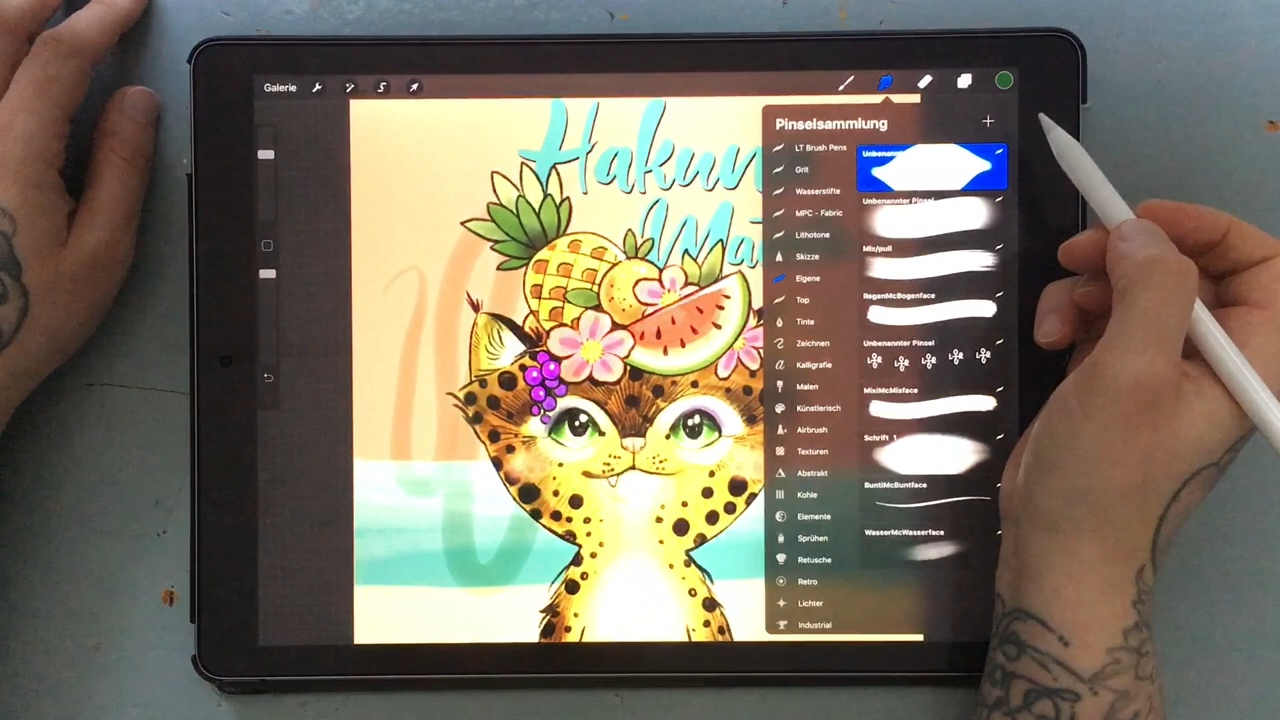 Galerie
Hakun
Ma
Pinselsammlung
LT Brush Pens
Grit
Wasserstifte
MPC - Fabric
Lithotone
Skizze
Eigene
Top
Tinte
Zeichnen
Kalligrafie
Malen
Künstlerisch
Airbrush
Texturen
Abstrakt
Kohle
Elemente
Sprühen
Retusche
Retro
Lichter
Industrial
Unbenannter Pinsel
Mix/pull
RegenMcBogenface
Unbenannter Pinsel
MixiMcMixface
Schrift 1
BuntiMcBuntface
WasserMcWasserface